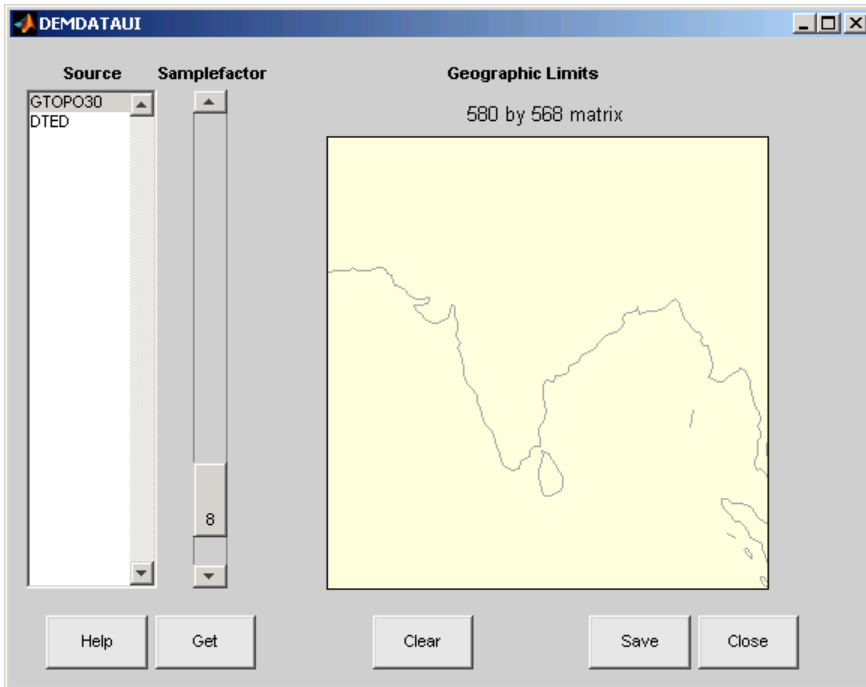 DEMDATAUI
Source
Samplefactor
Geographic Limits
580 by 568 matrix
GTOPO30
DTED
8
Help
Get
Clear
Save
Close